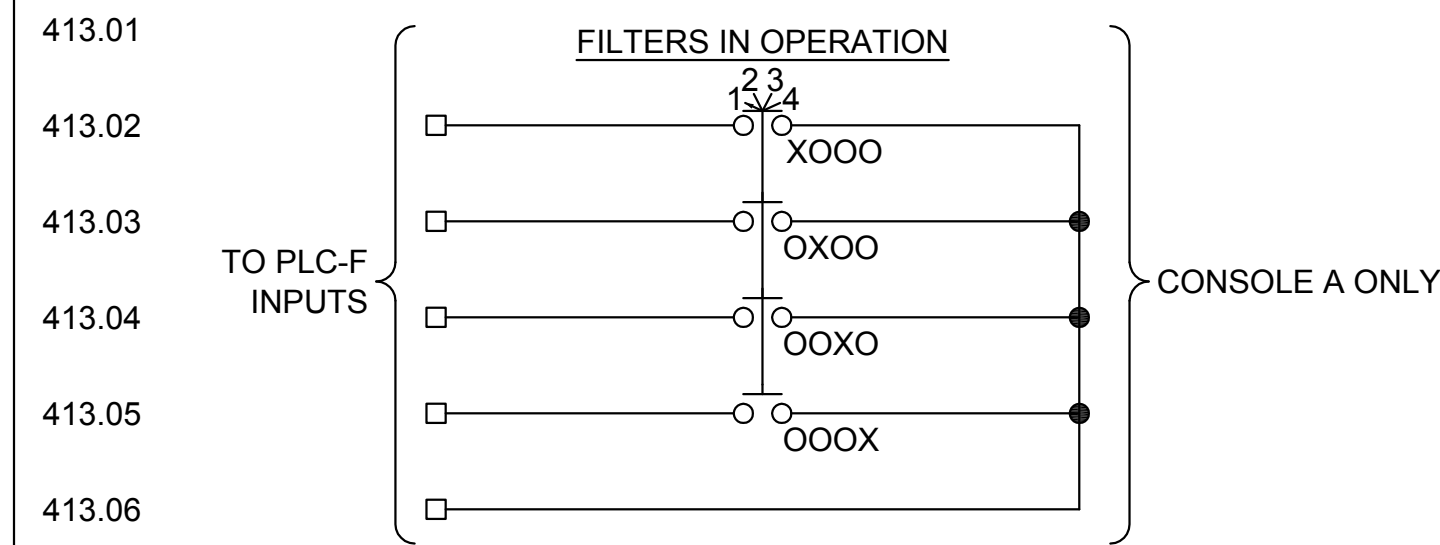 413.01
FILTERS IN OPERATION
2 3
1 4
413.02
XOOO
413.03
OXOO
TO PLC-F
INPUTS
CONSOLE A ONLY
413.04
OOXO
413.05
OOOX
413.06